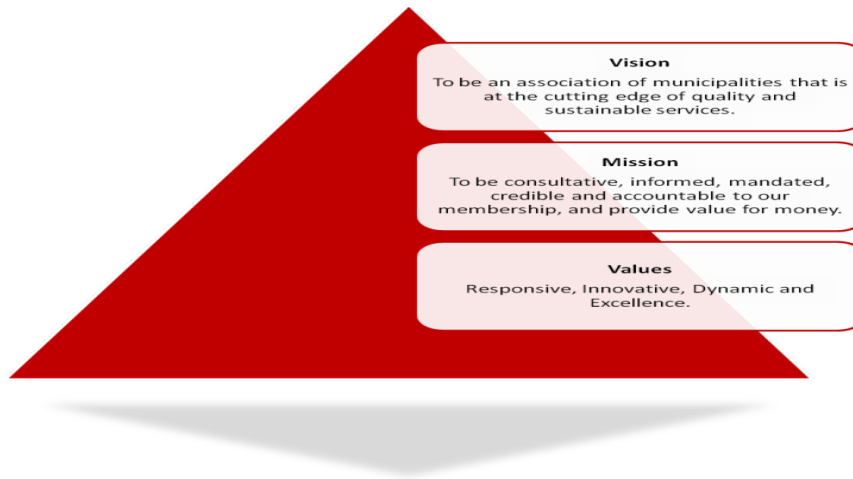 Vision
To be an association of municipalities that is
at the cutting edge of quality and
sustainable services.
Mission
To be consultative, informed, mandated,
credible and accountable to our
membership, and provide value for money.
Values
Responsive, Innovative, Dynamic and
Excellence.